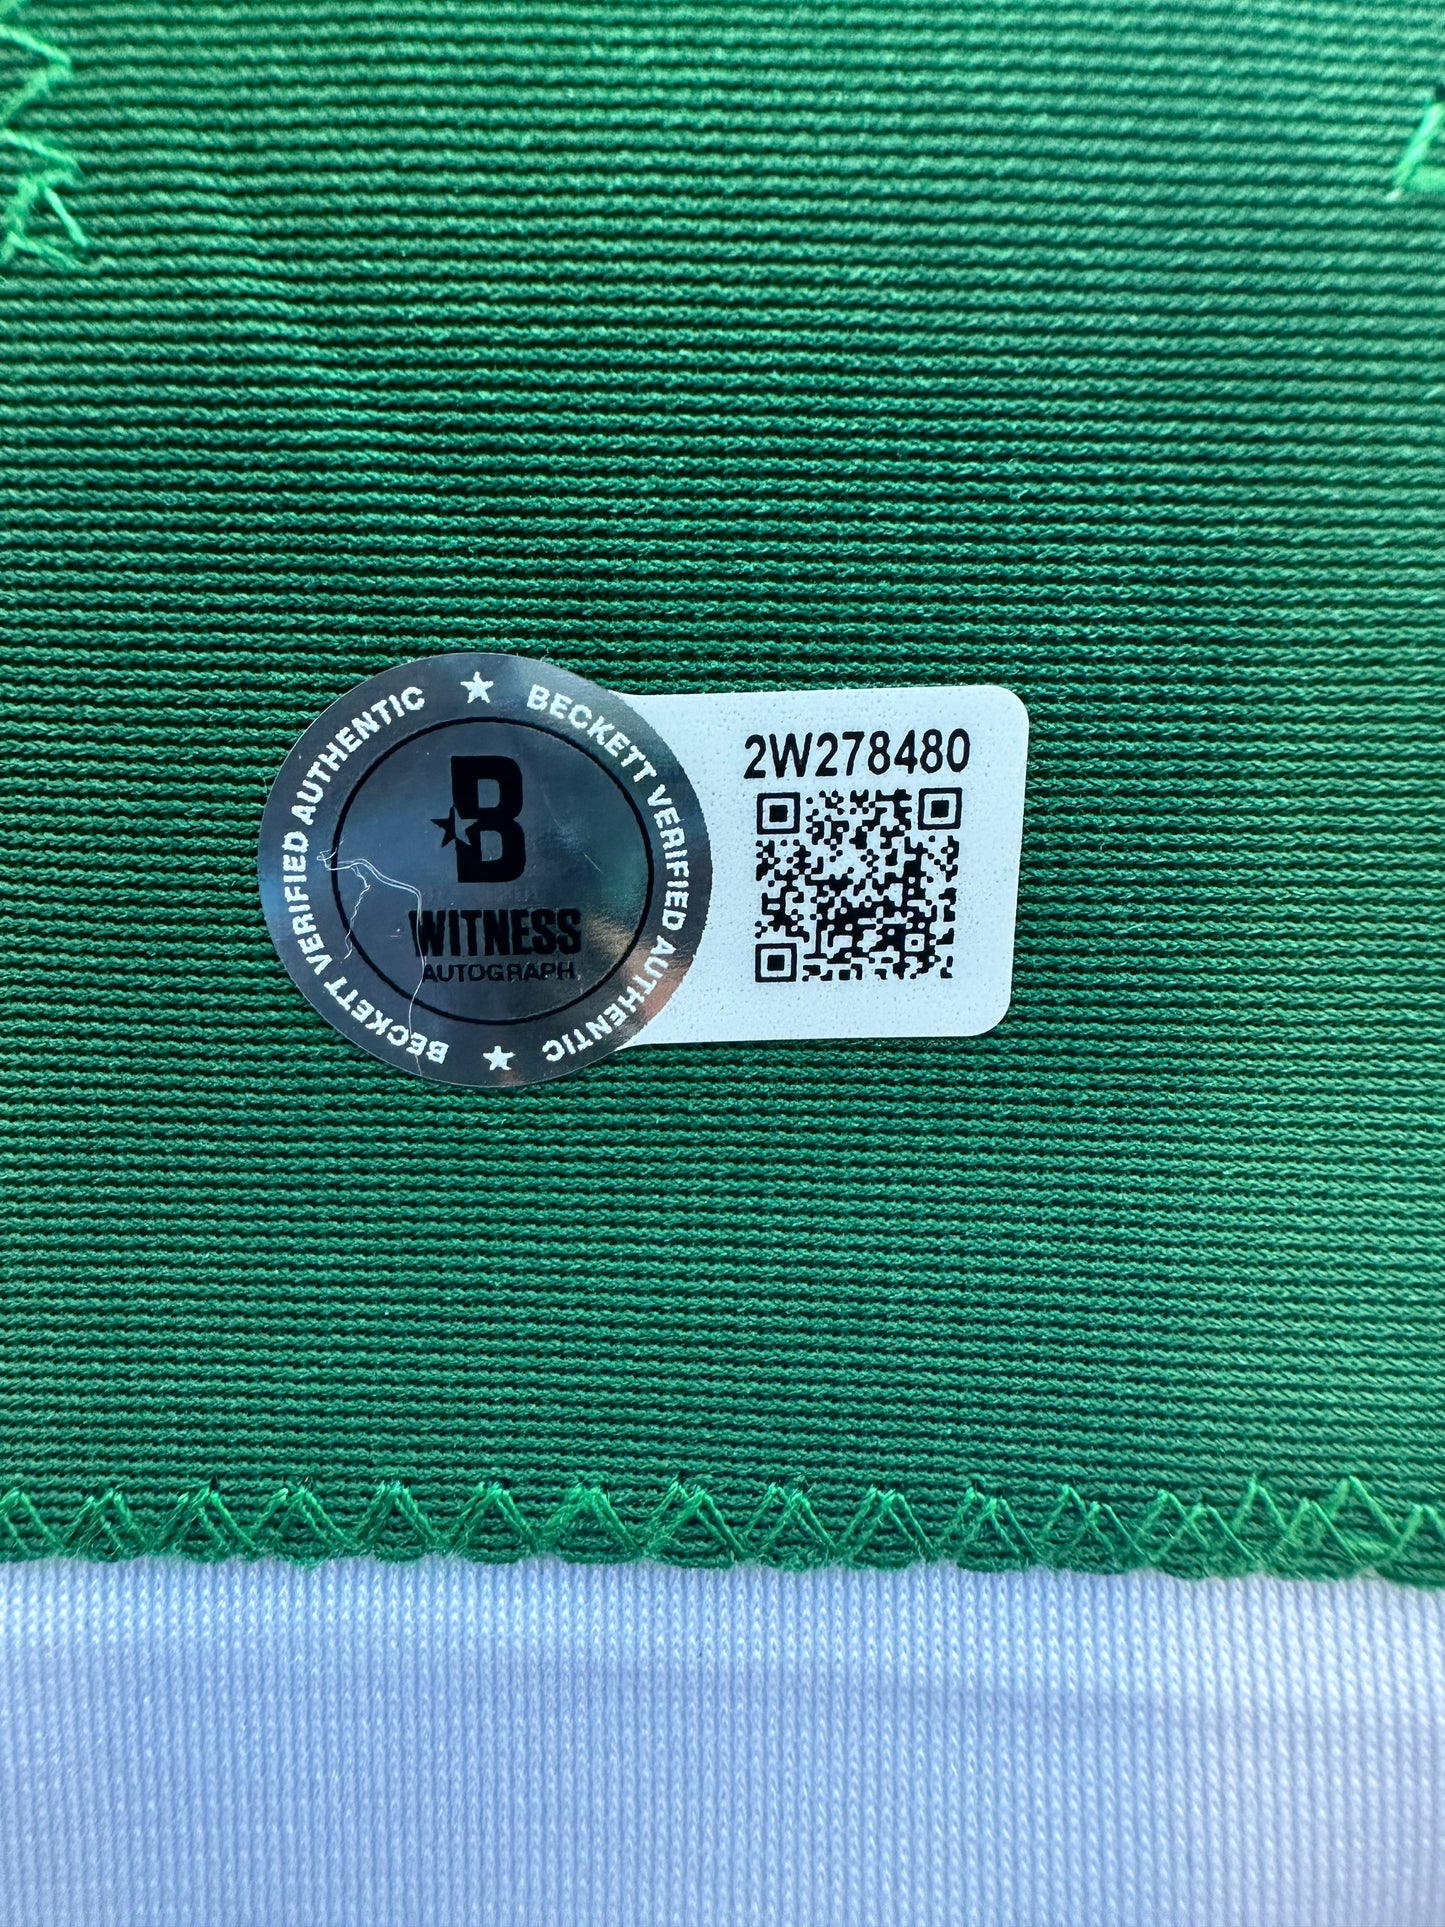 BECKETT VERIFIED AUTHENTIC ★ BECKETT VERIFIED AUTHENTIC ★
B
WITNESS
AUTOGRAPH
2W278480